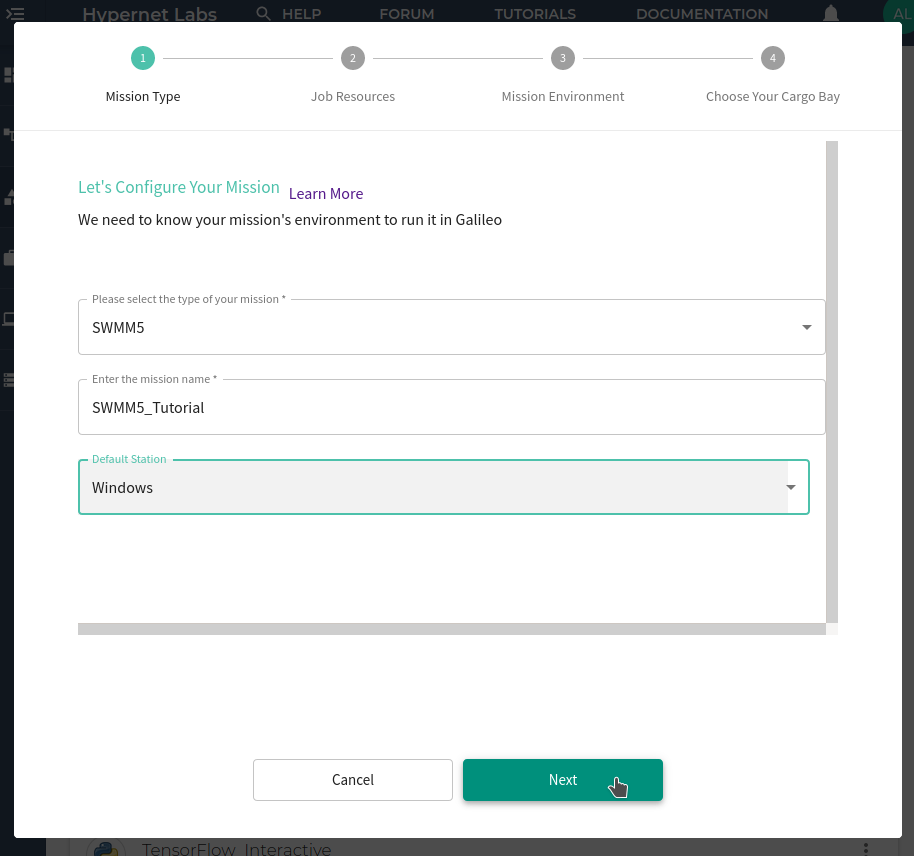 Hypernet Labs HELP FORUM TUTORIALS DOCUMENTATION AL
1 2 3 4
Mission Type Job Resources Mission Environment Choose Your Cargo Bay
Let's Configure Your Mission Learn More
We need to know your mission's environment to run it in Galileo
Please select the type of your mission *
SWMM5
Enter the mission name *
SWMM5_Tutorial
Default Station
Windows
Cancel Next
TensorFlow Interactive